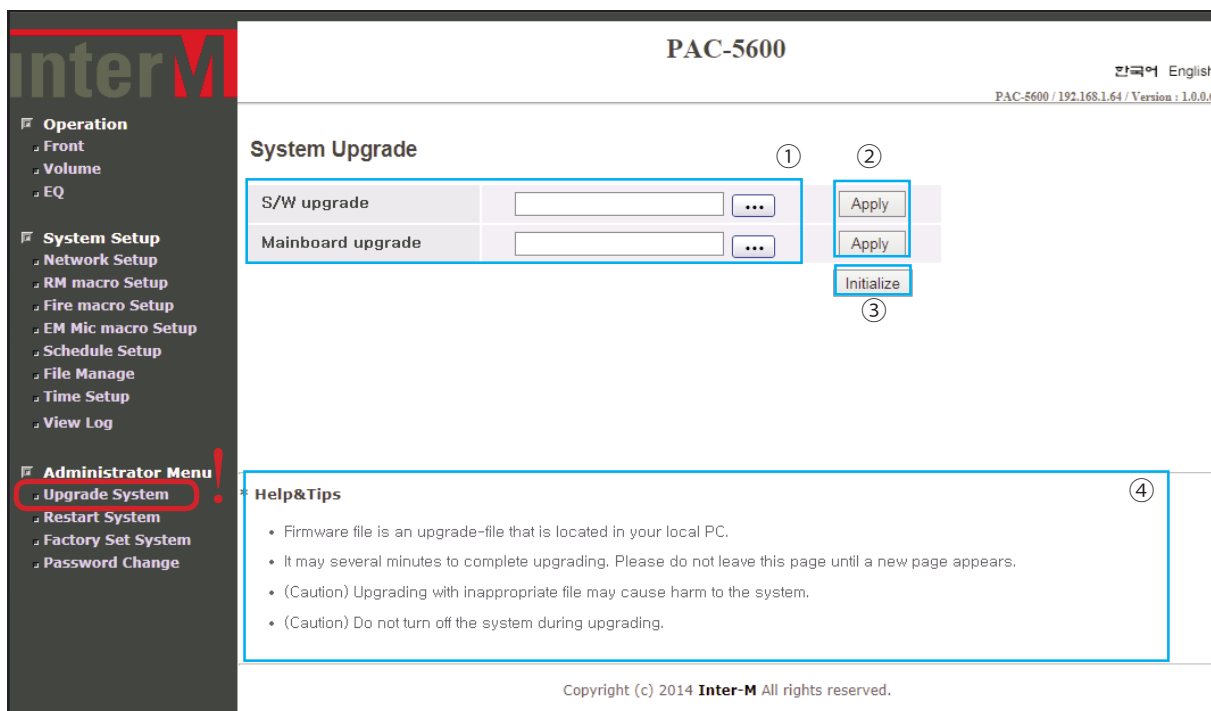 inter M
PAC-5600
한국어 English
PAC-5600 / 192.168.1.64 / Version : 1.0.0.
Operation
Front
Volume
EQ
System Setup
Network Setup
RM macro Setup
Fire macro Setup
EM Mic macro Setup
Schedule Setup
File Manage
Time Setup
View Log
Administrator Menu
!
Upgrade System
Restart System
Factory Set System
Password Change
System Upgrade
① ②
S/W upgrade ... Apply
Mainboard upgrade ... Apply
Initialize
③
④
* Help&Tips
• Firmware file is an upgrade-file that is located in your local PC.
• It may several minutes to complete upgrading. Please do not leave this page until a new page appears.
• (Caution) Upgrading with inappropriate file may cause harm to the system.
• (Caution) Do not turn off the system during upgrading.
Copyright (c) 2014 Inter-M All rights reserved.